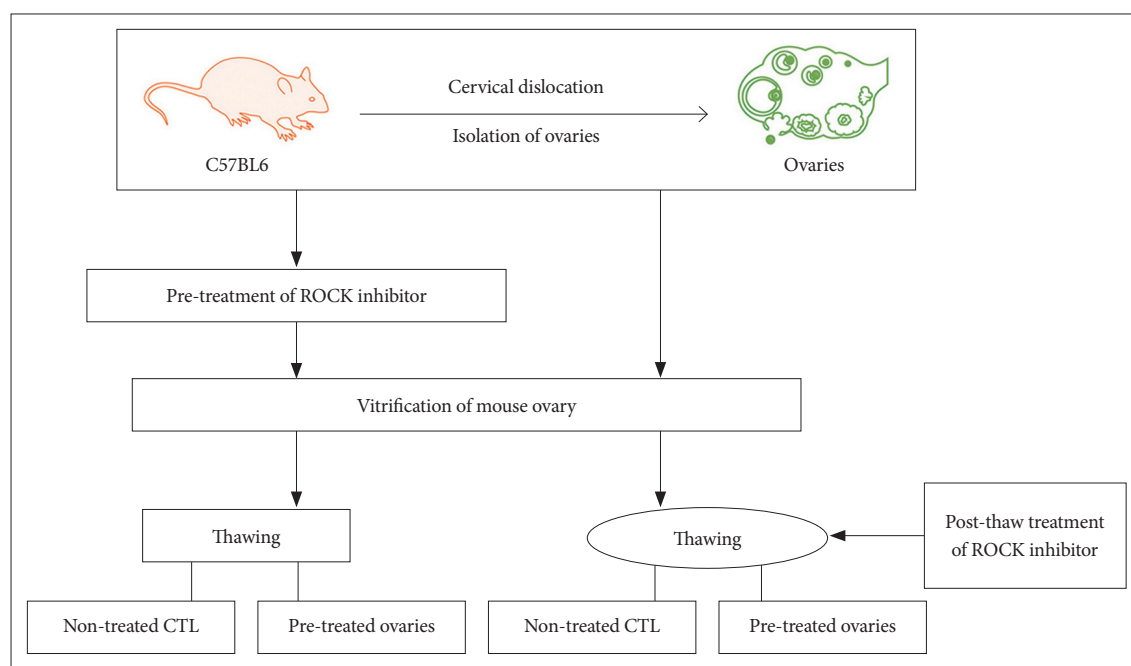 Cervical dislocation
Isolation of ovaries
C57BL6
Ovaries
Pre-treatment of ROCK inhibitor
Vitrification of mouse ovary
Thawing
Thawing
Post-thaw treatment
of ROCK inhibitor
Non-treated CTL
Pre-treated ovaries
Non-treated CTL
Pre-treated ovaries